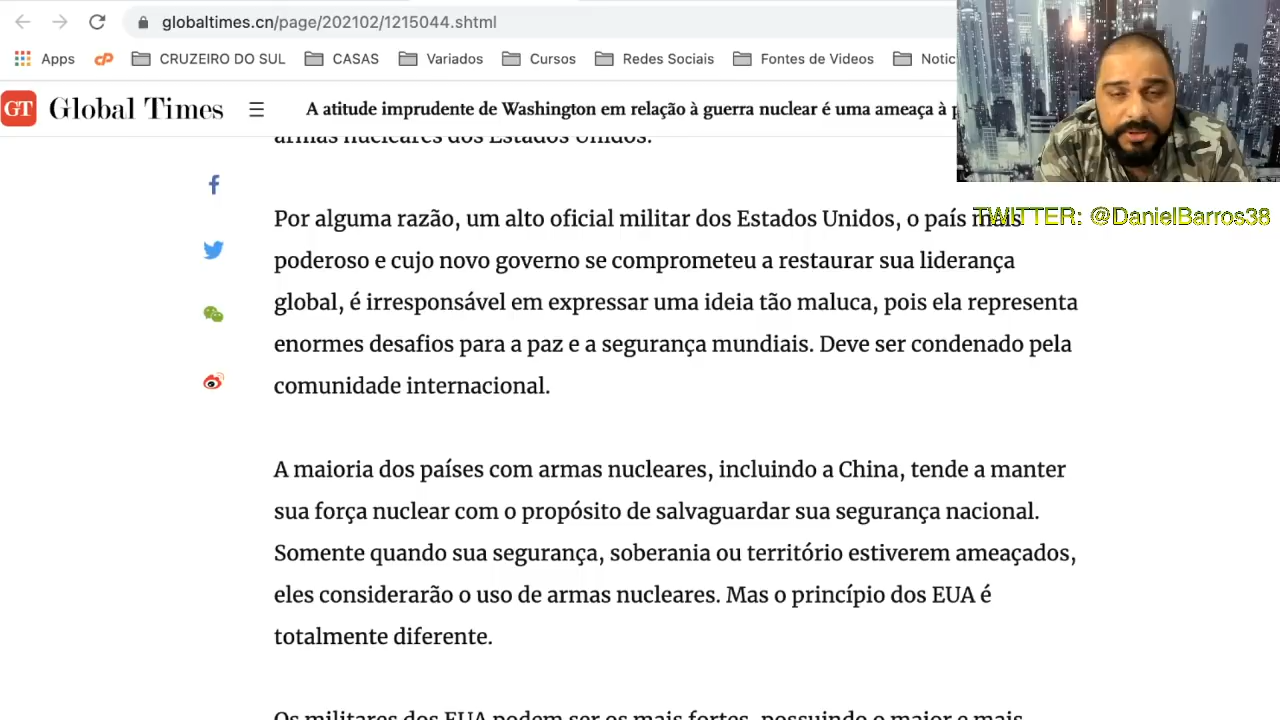 globaltimes.cn/page/202102/1215044.shtml
Apps
CRUZEIRO DO SUL
CASAS
Variados
Cursos
Redes Sociais
Fontes de Videos
Notic
GT Global Times
A atitude imprudente de Washington em relação à guerra nuclear é uma ameaça à p
armas nucleares dos Estados Unidos.
TWITTER: @DanielBarros38
Por alguma razão, um alto oficial militar dos Estados Unidos, o país mais
poderoso e cujo novo governo se comprometeu a restaurar sua liderança
global, é irresponsável em expressar uma ideia tão maluca, pois ela representa
enormes desafios para a paz e a segurança mundiais. Deve ser condenado pela
comunidade internacional.
A maioria dos países com armas nucleares, incluindo a China, tende a manter
sua força nuclear com o propósito de salvaguardar sua segurança nacional.
Somente quando sua segurança, soberania ou território estiverem ameaçados,
eles considerarão o uso de armas nucleares. Mas o princípio dos EUA é
totalmente diferente.
Os militares dos EUA podem ser os mais fortes, possuindo o maior e mais